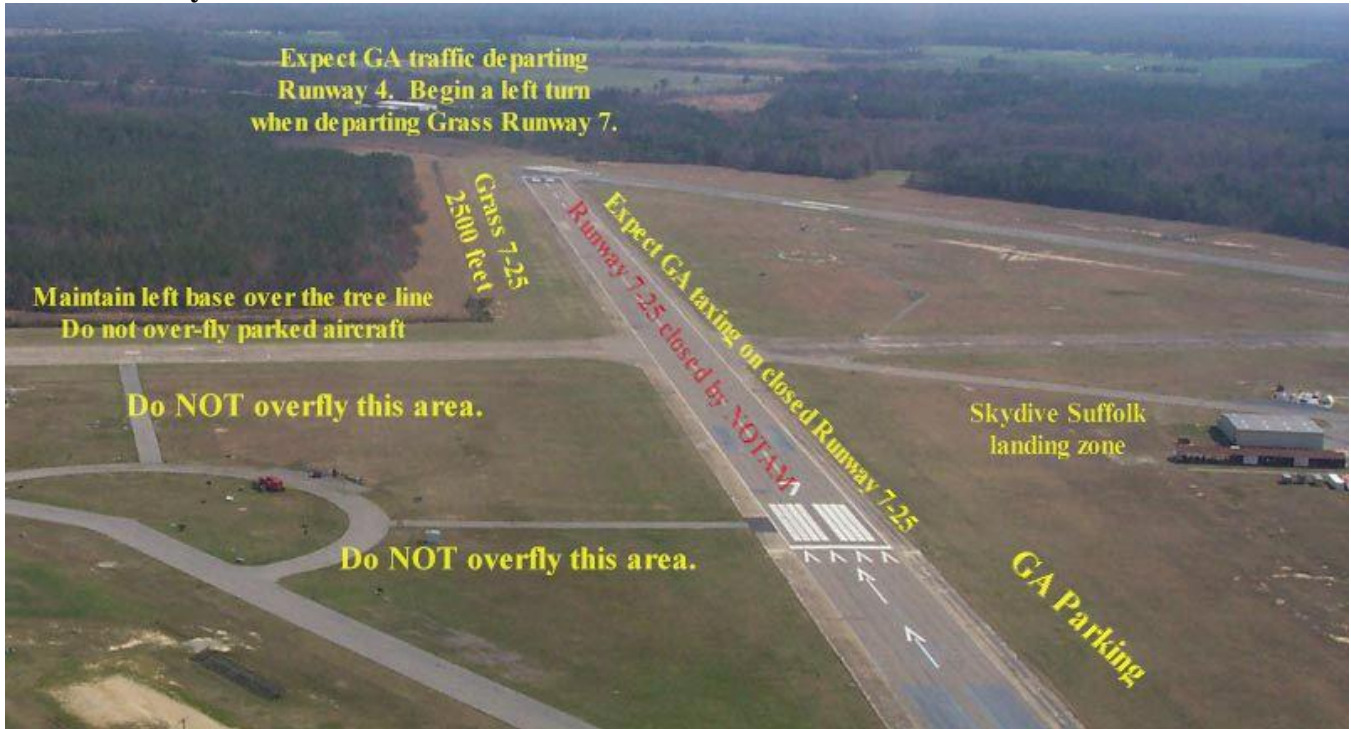 Expect GA traffic departing
Runway 4. Begin a left turn
when departing Grass Runway 7.
Grass 7-25
2500 feet
Expect GA taxing on closed Runway 7-25
Runway 7-25 closed by NOTAM
Maintain left base over the tree line
Do not over-fly parked aircraft
Do NOT overfly this area.
Skydive Suffolk
landing zone
Do NOT overfly this area.
GA Parking
7